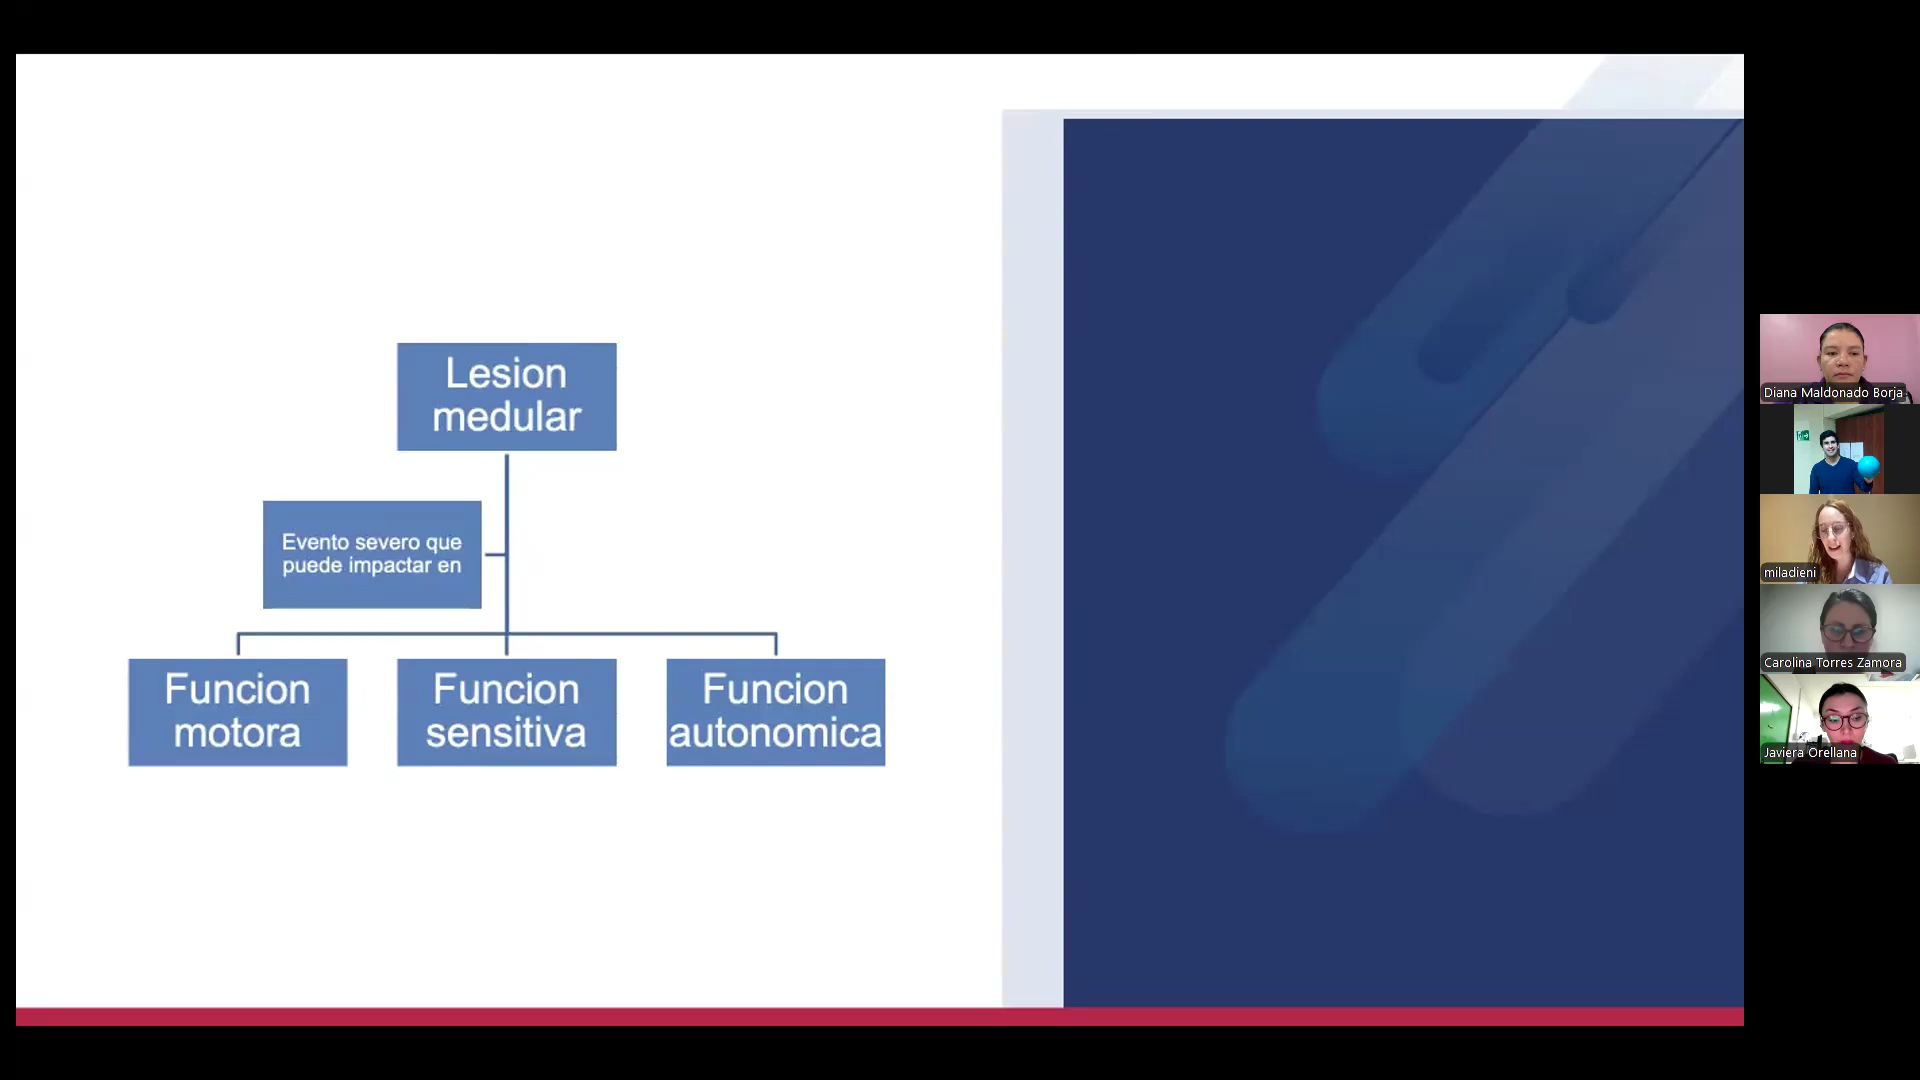 Lesion
medular
Evento severo que
puede impactar en
Funcion
motora
Funcion
sensitiva
Funcion
autonomica
Diana Maldonado Borja
miladieni
Carolina Torres Zamora
Javiera Orellana